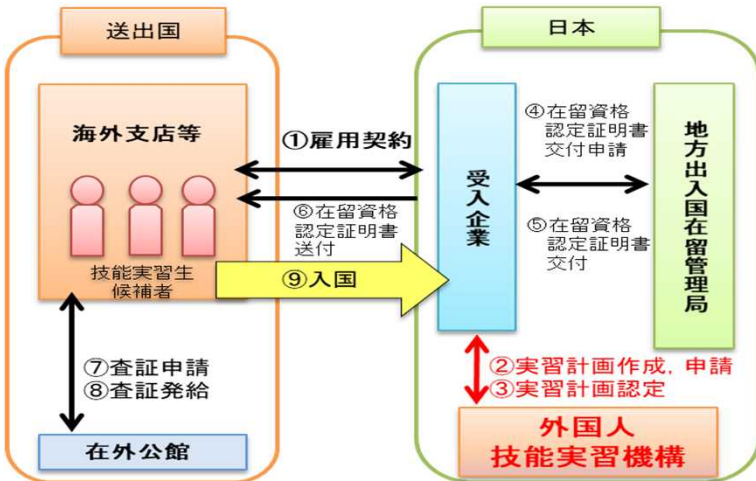 送出国
日本
海外支店等
技能実習生
候補者
①雇用契約
⑥在留資格
認定証明書
送付
⑨入国
⑦査証申請
⑧査証発給
在外公館
受入企業
④在留資格
認定証明書
交付申請
⑤在留資格
認定証明書
交付
地方出入国在留管理局
②実習計画作成，申請
③実習計画認定
外国人
技能実習機構